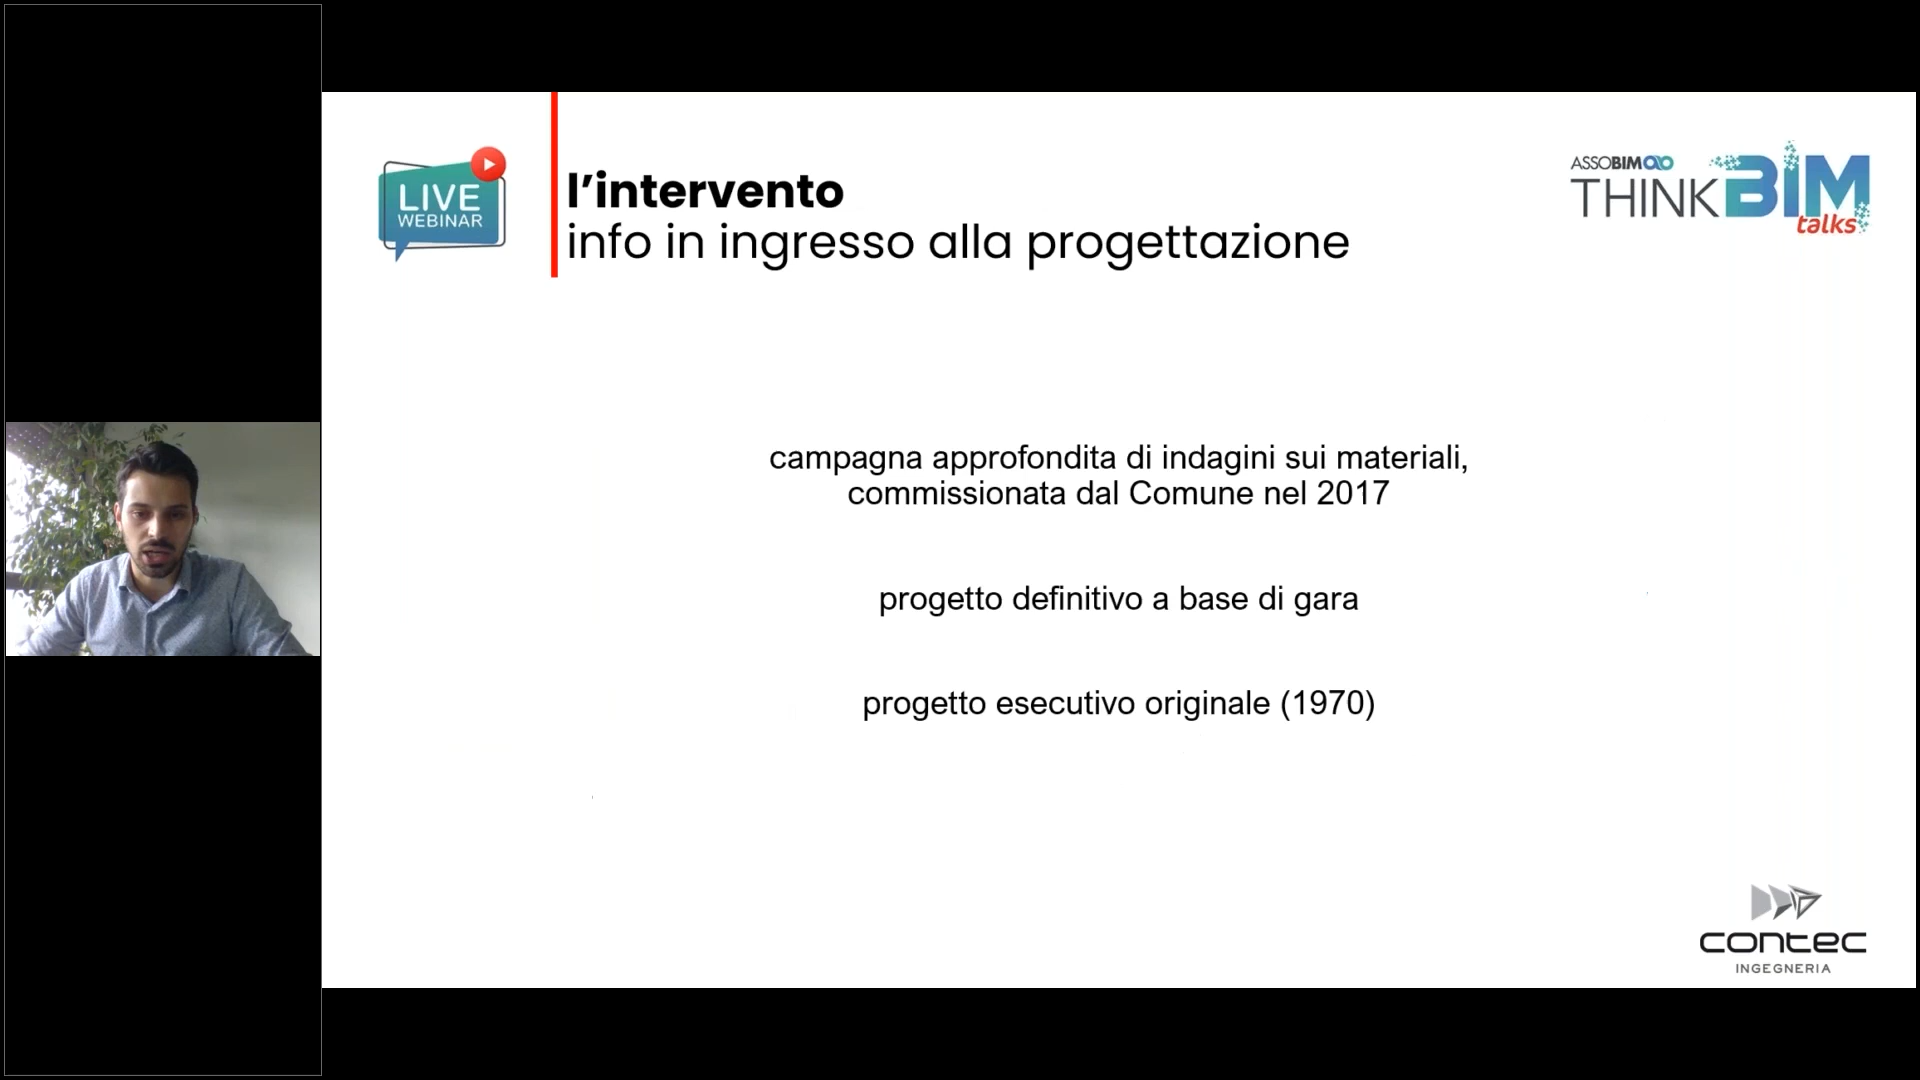 LIVE
WEBINAR
l’intervento
info in ingresso alla progettazione
ASSOBIM
THINKBIM
talks
campagna approfondita di indagini sui materiali,
commissionata dal Comune nel 2017
progetto definitivo a base di gara
progetto esecutivo originale (1970)
contec
INGEGNERIA